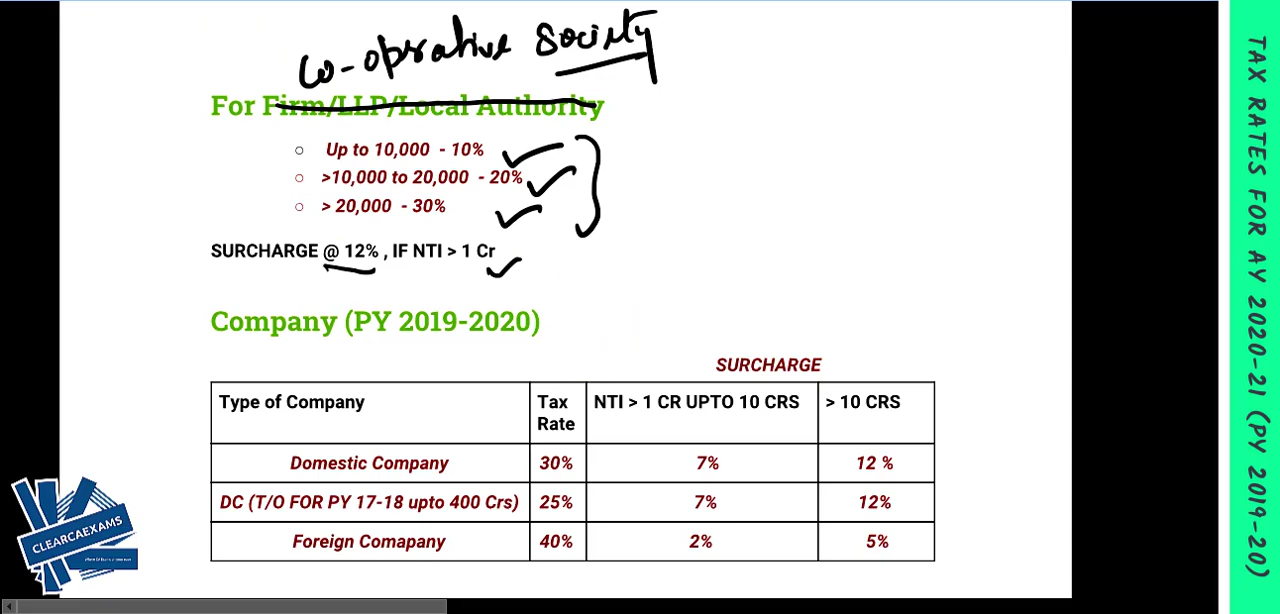 Co-operative Society
For Firm/LLP/Local Authority
Up to 10,000 - 10%
>10,000 to 20,000 - 20%
> 20,000 - 30%
SURCHARGE @ 12% , IF NTI > 1 Cr
Company (PY 2019-2020)
SURCHARGE
Type of Company Tax Rate NTI > 1 CR UPTO 10 CRS > 10 CRS
Domestic Company 30% 7% 12 %
DC (T/O FOR PY 17-18 upto 400 Crs) 25% 7% 12%
Foreign Comapany 40% 2% 5%
CLEARCAEXAMS
TAX RATES FOR AY 2020-21 (PY 2019-20)